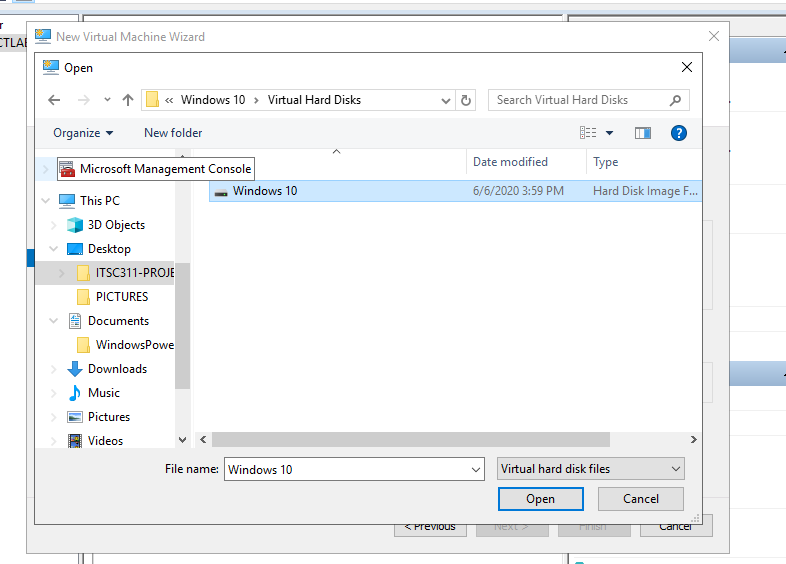 r
CTLAB
New Virtual Machine Wizard
Open
« Windows 10 > Virtual Hard Disks
Search Virtual Hard Disks
Organize
New folder
?
Date modified
Type
Microsoft Management Console
Windows 10
6/6/2020 3:59 PM
Hard Disk Image F...
This PC
3D Objects
Desktop
ITSC311-PROJE
PICTURES
Documents
WindowsPowe
Downloads
Music
Pictures
Videos
File name:
Windows 10
Virtual hard disk files
Open
Cancel
< Previous
Next >
Finish
Cancel